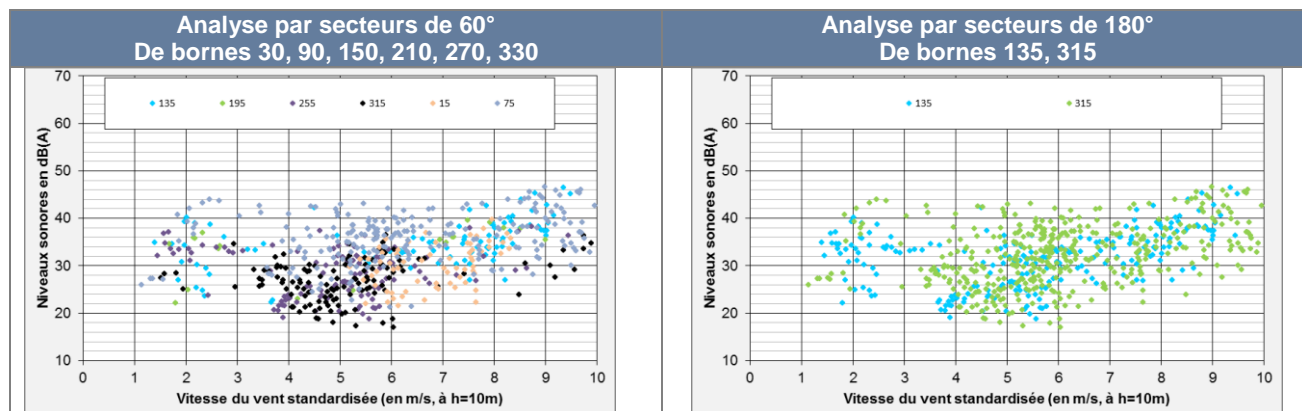 Analyse par secteurs de 60°
De bornes 30, 90, 150, 210, 270, 330
Analyse par secteurs de 180°
De bornes 135, 315
Niveaux sonores en dB(A)
70
60
50
40
30
20
10
135 195 255 315 15 75
0 1 2 3 4 5 6 7 8 9 10
Vitesse du vent standardisée (en m/s, à h=10m)
Niveaux sonores en dB(A)
70
60
50
40
30
20
10
135 315
0 1 2 3 4 5 6 7 8 9 10
Vitesse du vent standardisée (en m/s, à h=10m)